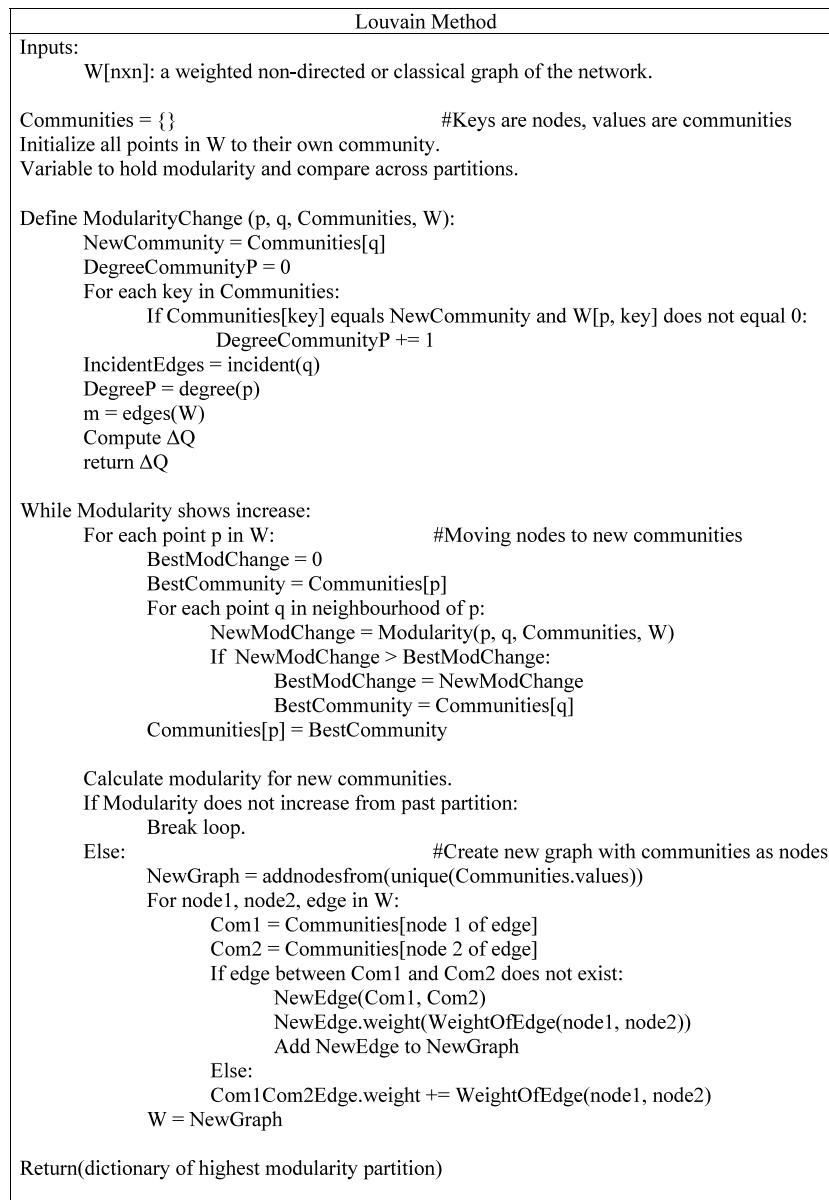 Louvain Method
Inputs:
W[nxn]: a weighted non-directed or classical graph of the network.
Communities = {} #Keys are nodes, values are communities
Initialize all points in W to their own community.
Variable to hold modularity and compare across partitions.
Define ModularityChange (p, q, Communities, W):
NewCommunity = Communities[q]
DegreeCommunityP = 0
For each key in Communities:
If Communities[key] equals NewCommunity and W[p, key] does not equal 0:
DegreeCommunityP += 1
IncidentEdges = incident(q)
DegreeP = degree(p)
m = edges(W)
Compute ΔQ
return ΔQ
While Modularity shows increase:
For each point p in W: #Moving nodes to new communities
BestModChange = 0
BestCommunity = Communities[p]
For each point q in neighbourhood of p:
NewModChange = Modularity(p, q, Communities, W)
If NewModChange > BestModChange:
BestModChange = NewModChange
BestCommunity = Communities[q]
Communities[p] = BestCommunity
Calculate modularity for new communities.
If Modularity does not increase from past partition:
Break loop.
Else: #Create new graph with communities as nodes
NewGraph = addnodesfrom(unique(Communities.values))
For node1, node2, edge in W:
Com1 = Communities[node 1 of edge]
Com2 = Communities[node 2 of edge]
If edge between Com1 and Com2 does not exist:
NewEdge(Com1, Com2)
NewEdge.weight(WeightOfEdge(node1, node2))
Add NewEdge to NewGraph
Else:
Com1Com2Edge.weight += WeightOfEdge(node1, node2)
W = NewGraph
Return(dictionary of highest modularity partition)